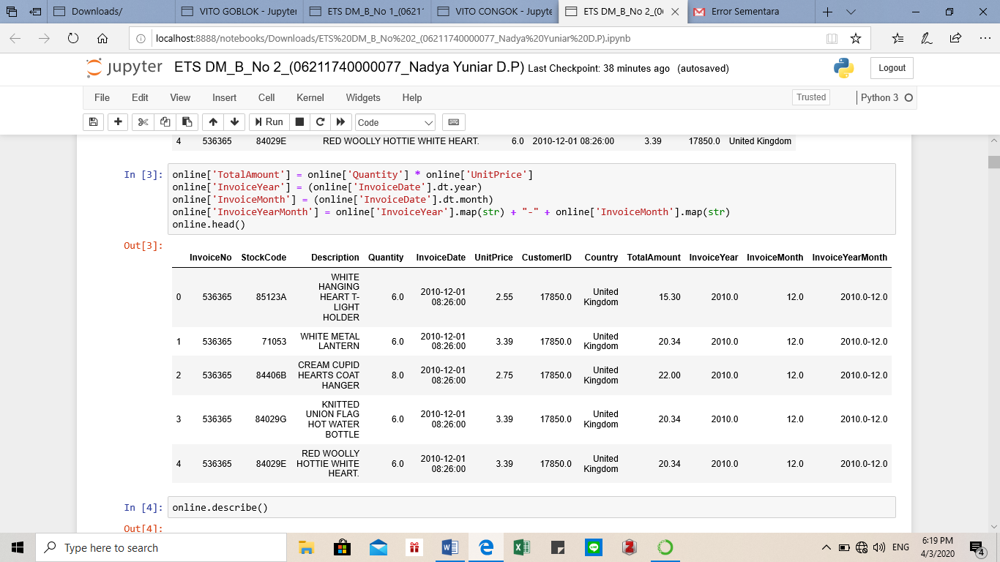 Downloads/
VITO GOBLOK - Jupyter
ETS DM_B_No 1_(0621
VITO CONGOK - Jupyte
ETS DM_B_No 2_(0(
Error Sementara
localhost:8888/notebooks/Downloads/ETS%20DM_B_No%202_(06211740000077_Nadya%20Yuniar%20D.P).ipynb
jupyter ETS DM_B_No 2_(06211740000077_Nadya Yuniar D.P) Last Checkpoint: 38 minutes ago (autosaved) Logout
File Edit View Insert Cell Kernel Widgets Help Trusted Python 3
Run Code
4 536365 84029E RED WOOLLY HOTTIE WHITE HEART. 6.0 2010-12-01 08:26:00 3.39 17850.0 United Kingdom
In [3]: online['TotalAmount'] = online['Quantity'] * online['UnitPrice']
online['InvoiceYear'] = (online['InvoiceDate'].dt.year)
online['InvoiceMonth'] = (online['InvoiceDate'].dt.month)
online['InvoiceYearMonth'] = online['InvoiceYear'].map(str) + "-" + online['InvoiceMonth'].map(str)
online.head()
Out[3]:
InvoiceNo StockCode Description Quantity InvoiceDate UnitPrice CustomerID Country TotalAmount InvoiceYear InvoiceMonth InvoiceYearMonth
0 536365 85123A WHITE HANGING HEART T-LIGHT HOLDER 6.0 2010-12-01 08:26:00 2.55 17850.0 United Kingdom 15.30 2010.0 12.0 2010.0-12.0
1 536365 71053 WHITE METAL LANTERN 6.0 2010-12-01 08:26:00 3.39 17850.0 United Kingdom 20.34 2010.0 12.0 2010.0-12.0
2 536365 84406B CREAM CUPID HEARTS COAT HANGER 8.0 2010-12-01 08:26:00 2.75 17850.0 United Kingdom 22.00 2010.0 12.0 2010.0-12.0
3 536365 84029G KNITTED UNION FLAG HOT WATER BOTTLE 6.0 2010-12-01 08:26:00 3.39 17850.0 United Kingdom 20.34 2010.0 12.0 2010.0-12.0
4 536365 84029E RED WOOLLY HOTTIE WHITE HEART. 6.0 2010-12-01 08:26:00 3.39 17850.0 United Kingdom 20.34 2010.0 12.0 2010.0-12.0
In [4]: online.describe()
Out[4]:
Type here to search
ENG
6:19 PM
4/3/2020
4